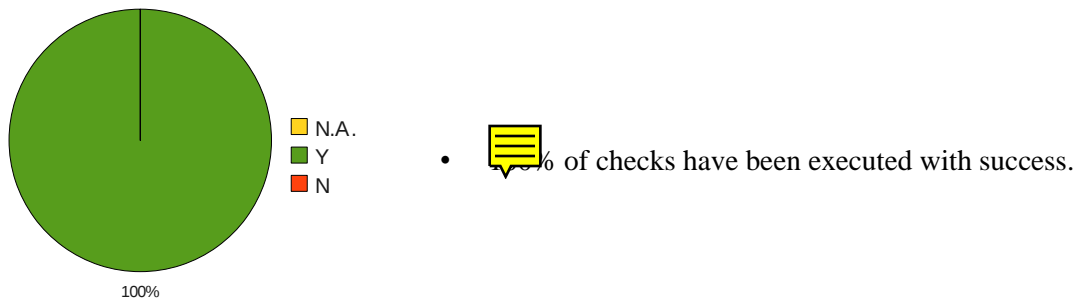 N.A.
Y
N
100%
• % of checks have been executed with success.